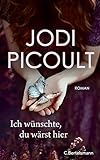 JODI
PICOULT
ROMAN
Ich wünschte,
du wärst hier
C.Bertelsmann